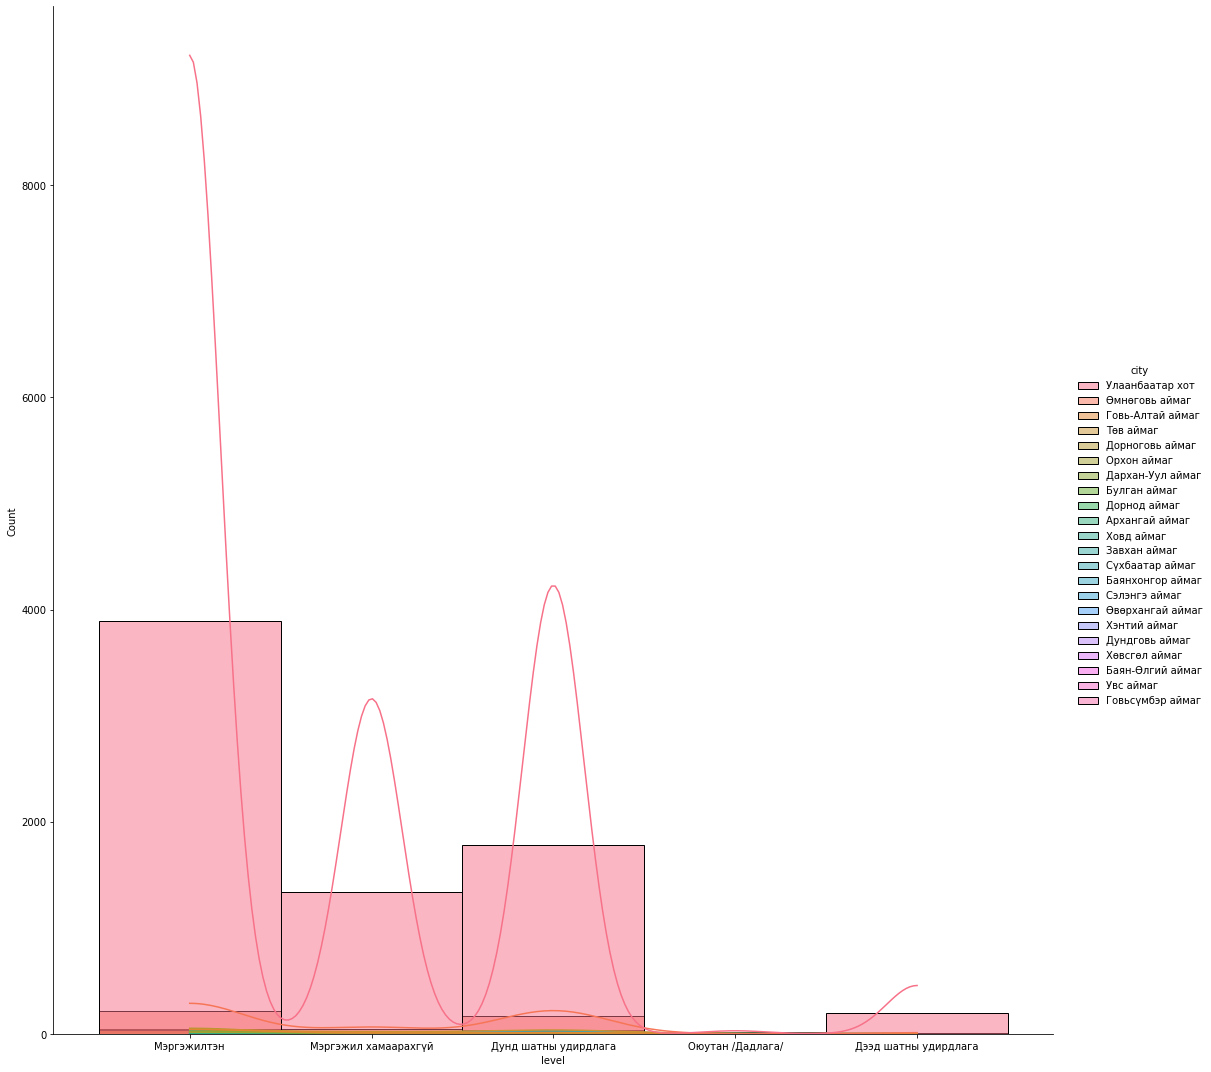 8000
6000
4000
2000
0
Count
Мэргэжилтэн
Мэргэжил хамаарахгүй
Дунд шатны удирдлага
Оюутан /Дадлага/
Дээд шатны удирдлага
level
city
Улаанбаатар хот
Өмнөговь аймаг
Говь-Алтай аймаг
Төв аймаг
Дорноговь аймаг
Орхон аймаг
Дархан-Уул аймаг
Булган аймаг
Дорнод аймаг
Архангай аймаг
Ховд аймаг
Завхан аймаг
Сүхбаатар аймаг
Баянхонгор аймаг
Сэлэнгэ аймаг
Өвөрхангай аймаг
Хэнтий аймаг
Дундговь аймаг
Хөвсгөл аймаг
Баян-Өлгий аймаг
Увс аймаг
Говьсүмбэр аймаг